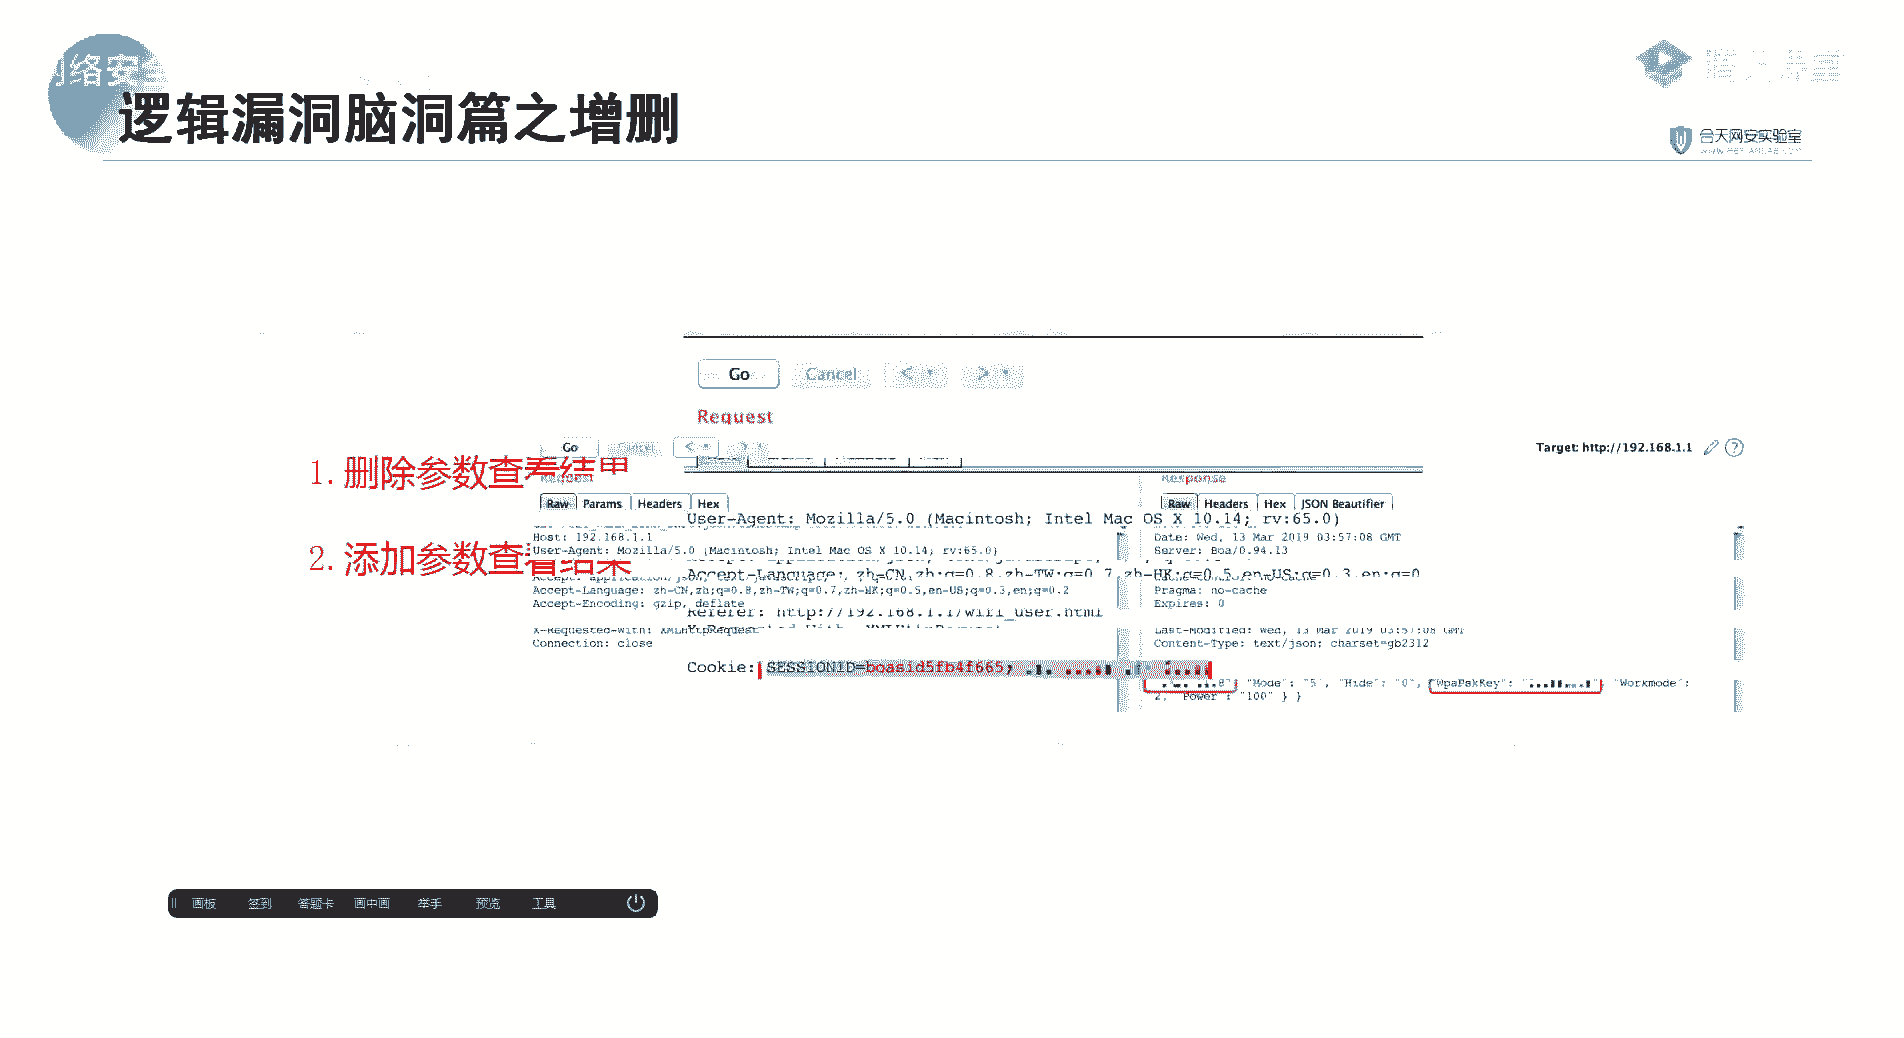 络安全
逻辑漏洞脑洞篇之增删
合天网安实验室
Go Cancel < >
Request
Go Cancel < >
Target: http://192.168.1.1 ?
1.删除参数查看结果
Request
Response
Raw Params Headers Hex
Raw Headers Hex JSON Beautifier
User-Agent: Mozilla/5.0 (Macintosh; Intel Mac OS X 10.14; rv:65.0)
Host: 192.168.1.1
Date: Wed, 13 Mar 2019 03:57:08 GMT
2.添加参数查看结果
User-Agent: Mozilla/5.0 (Macintosh; Intel Mac OS X 10.14; rv:65.0)
Server: Boa/0.94.13
Accept-Language: zh-CN,zh;q=0.8,zh-TW;q=0.7,zh-HK;q=0.5,en-US;q=0.3,en;q=0
Accept-Language: zh-CN,zh;q=0.8,zh-TW;q=0.7,zh-HK;q=0.5,en-US;q=0.3,en;q=0.2
Pragma: no-cache
Accept-Encoding: gzip, deflate
Expires: 0
Referer: http://192.168.1.1/wifi_user.html
X-Requested-With: XMLHttpRequest
Last-Modified: Wed, 13 Mar 2019 03:57:08 GMT
Connection: close
Content-Type: text/json; charset=gb2312
Cookie: SESSIONID=boasid5fb4f665;
"Mode": "5", "Hide": "0", "WpaPskKey": "Workmode":
2, "Power": "100" } }
画板 签到 答题卡 画中画 举手 预览 工具